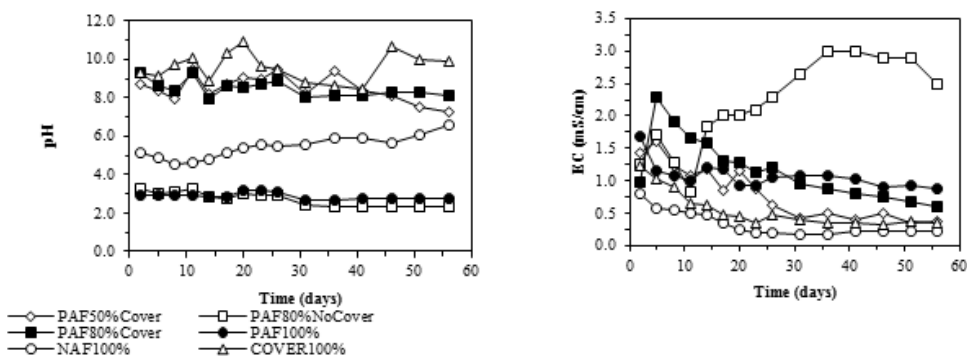 12.0
10.0
8.0
6.0
4.0
2.0
0.0
pH
0 10 20 30 40 50 60
Time (days)
3.5
3.0
2.5
2.0
1.5
1.0
0.5
0.0
EC (mS/cm)
0 10 20 30 40 50 60
Time (days)
PAF50%Cover PAF80%NoCover
PAF80%Cover PAF100%
NAF100% COVER100%